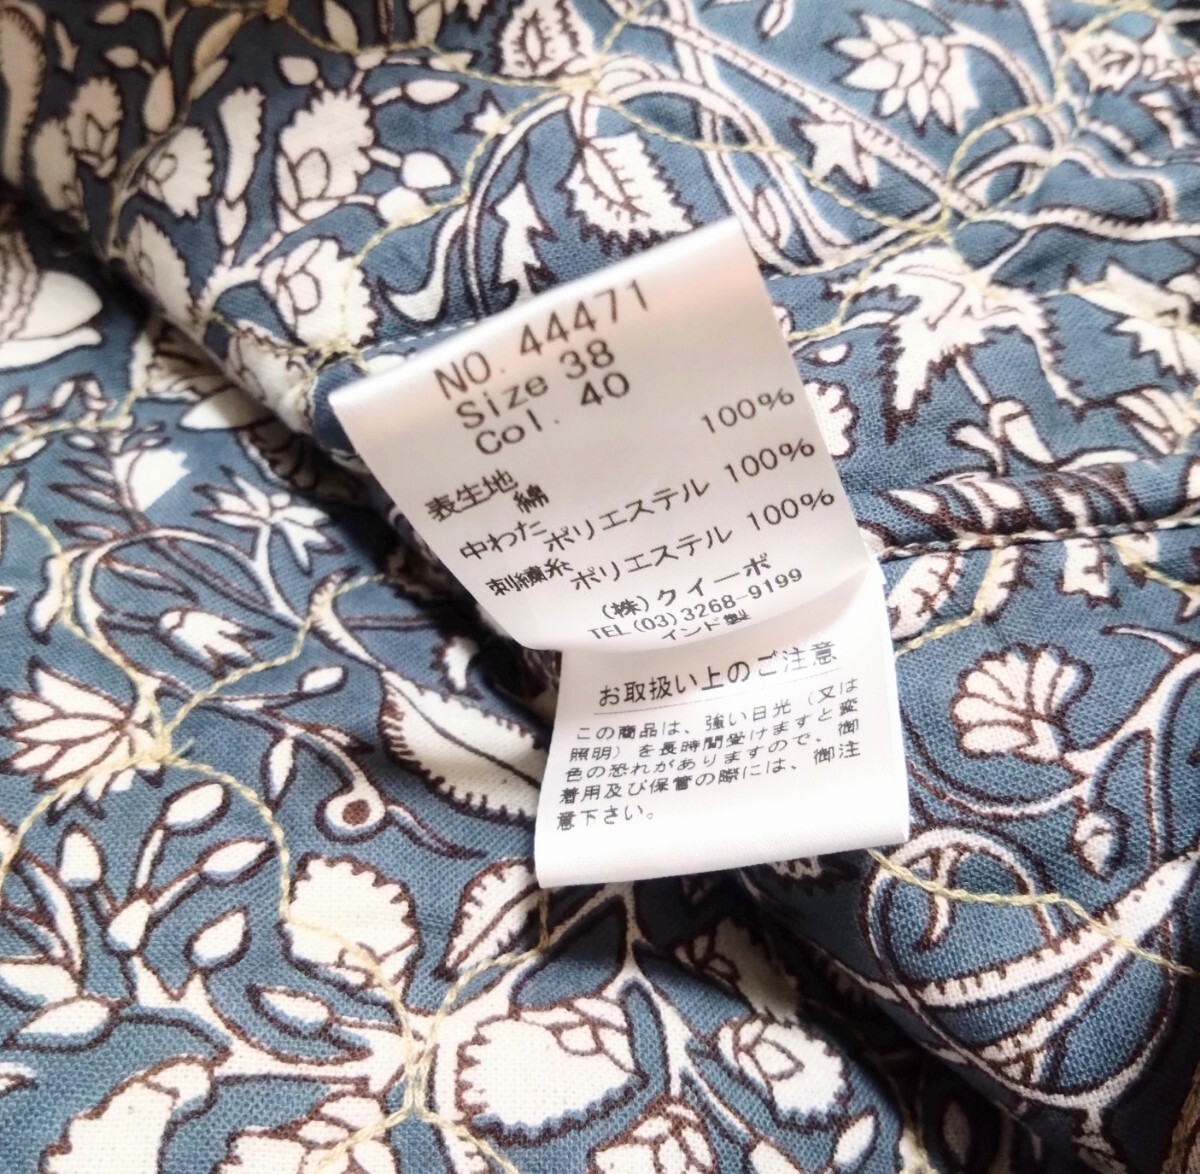 NO. 44471
Size 38
Col. 40
表生地
綿 100%
中わた
ポリエステル 100%
刺繍糸
ポリエステル 100%
(株)クイーポ
TEL(03)3268-9199
インド製
お取扱い上のご注意
この商品は、強い日光(又は
照明)を長時間受けますと変
色の恐れがありますので、御
着用及び保管の際には、御注
意下さい。